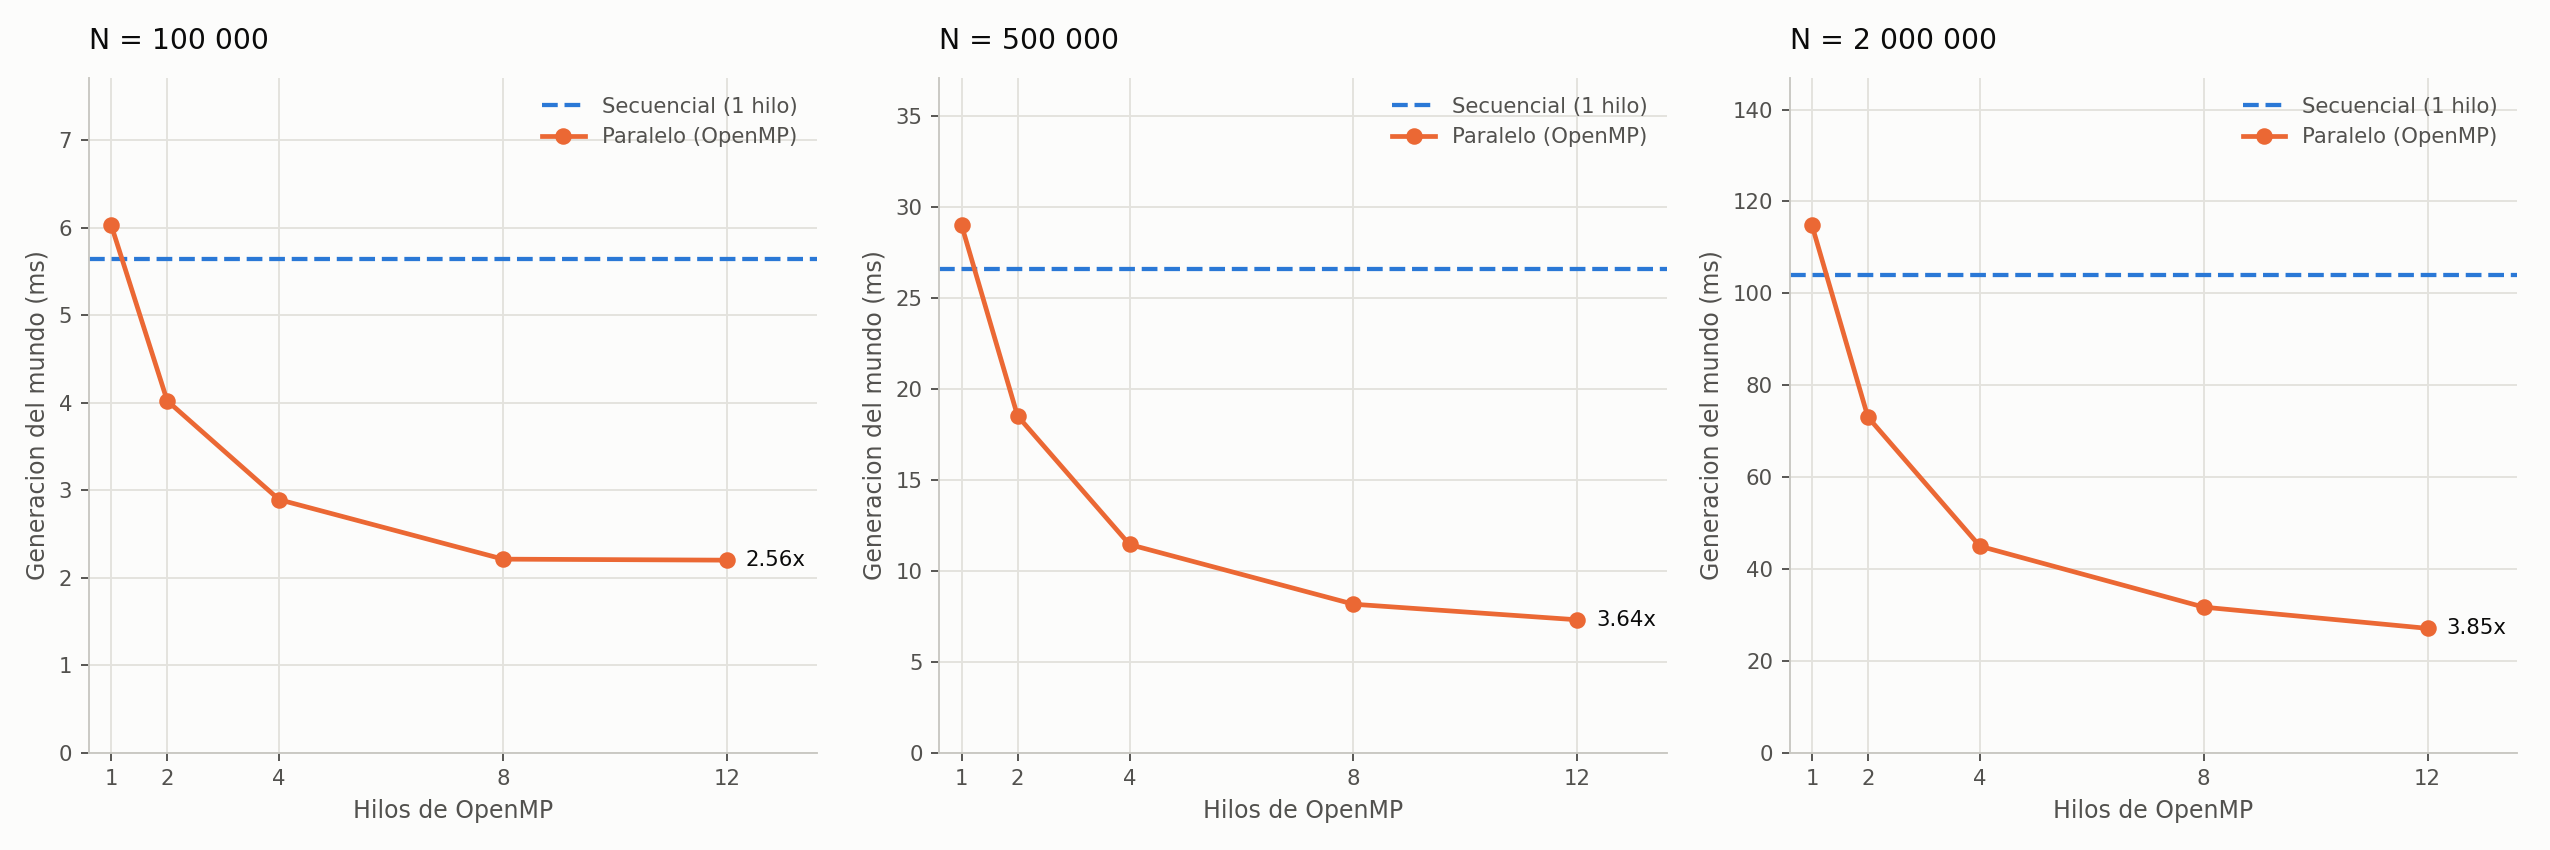 N = 100 000
Secuencial (1 hilo)
Paralelo (OpenMP)
Generacion del mundo (ms)
7
6
5
4
3
2
1
0
2.56x
1
2
4
8
12
Hilos de OpenMP
N = 500 000
Secuencial (1 hilo)
Paralelo (OpenMP)
Generacion del mundo (ms)
35
30
25
20
15
10
5
0
3.64x
1
2
4
8
12
Hilos de OpenMP
N = 2 000 000
Secuencial (1 hilo)
Paralelo (OpenMP)
Generacion del mundo (ms)
140
120
100
80
60
40
20
0
3.85x
1
2
4
8
12
Hilos de OpenMP